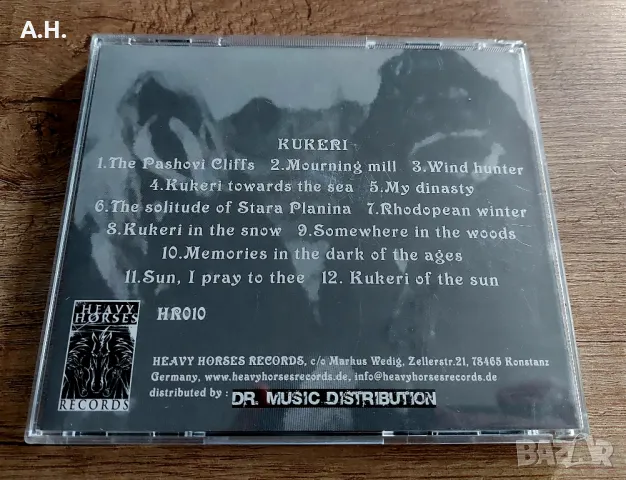 A.H.
KUKERI
1.The Pashovi Cliffs 2.Mourning mill 3.Wind hunter
4.Kukeri towards the sea 5.My dinasty
6.The solitude of Stara Planina 7.Rhodopean winter
8.Kukeri in the snow 9.Somewhere in the woods
10.Memories in the dark of the ages
11.Sun, I pray to thee 12. Kukeri of the sun
HEAVY
HORSES
RECORDS
HR010
HEAVY HORSES RECORDS, c/o Markus Wedig, Zellerstr.21, 78465 Konstanz
Germany, www.heavyhorsesrecords.de, info@heavyhorsesrecords.de
distributed by : DR. MUSIC DISTRIBUTION
BAZAR